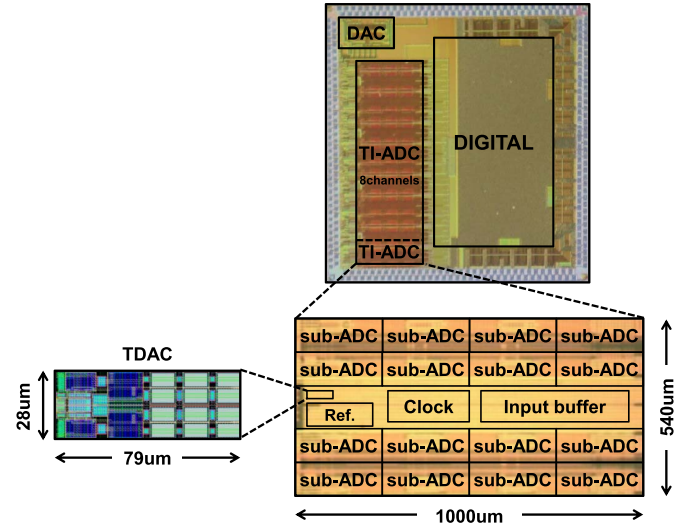 DAC
DIGITAL
TI-ADC
8channels
TI-ADC
TDAC
28um
79um
sub-ADC sub-ADC sub-ADC sub-ADC
sub-ADC sub-ADC sub-ADC sub-ADC
Ref. Clock Input buffer
sub-ADC sub-ADC sub-ADC sub-ADC
sub-ADC sub-ADC sub-ADC sub-ADC
540um
1000um